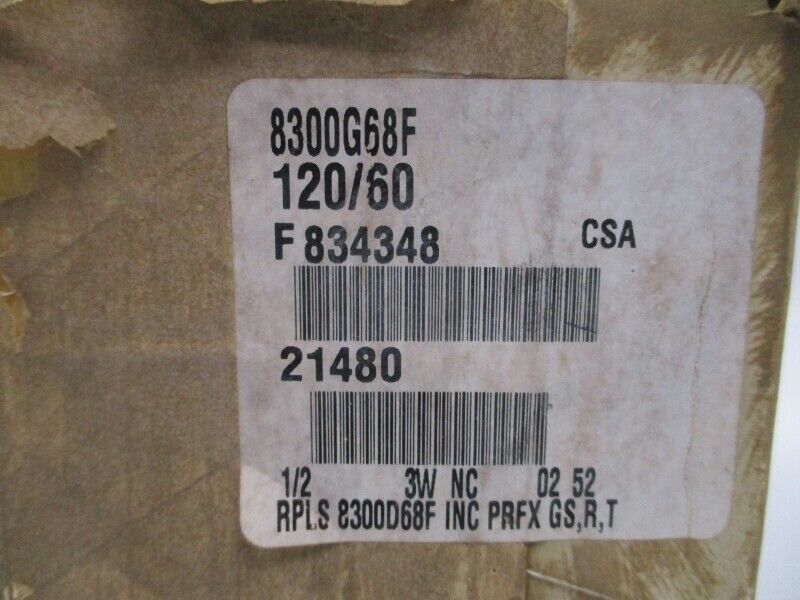 8300G68F
120/60
F 834348 CSA
21480
1/2 3W NC 02 52
RPLS 8300D68F INC PRFX GS,R,T